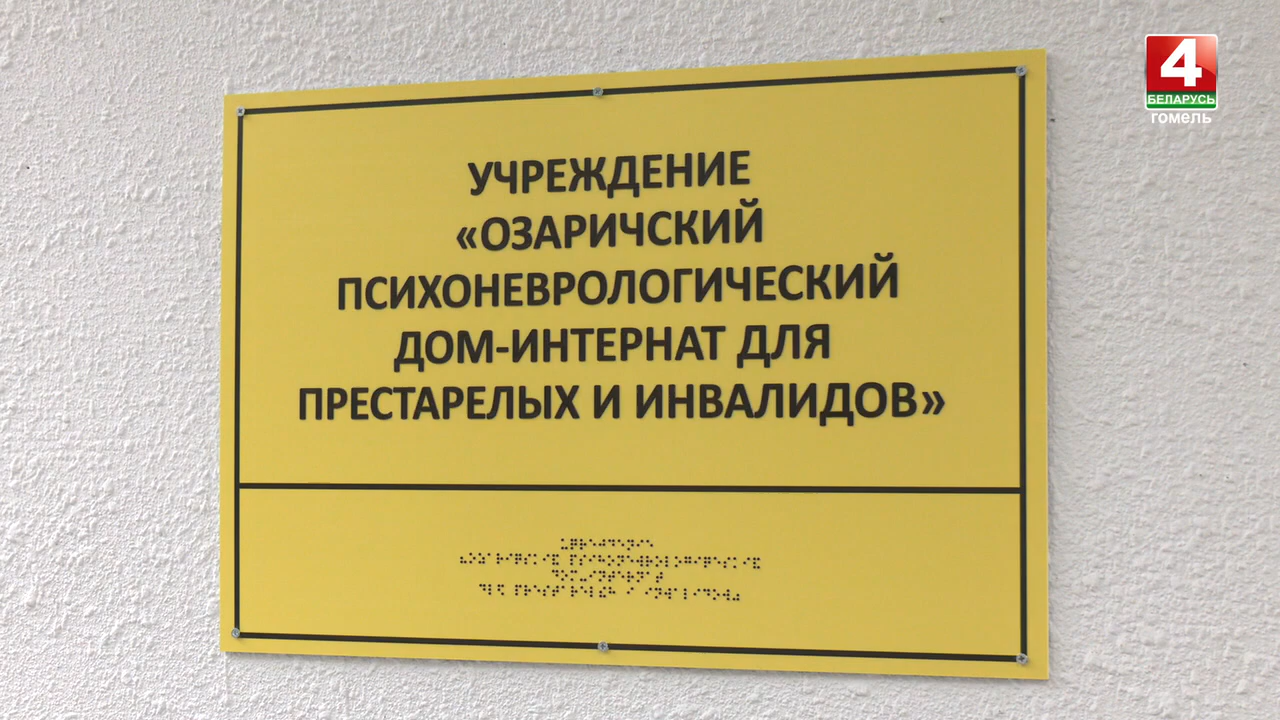 УЧРЕЖДЕНИЕ
«ОЗАРИЧСКИЙ
ПСИХОНЕВРОЛОГИЧЕСКИЙ
ДОМ-ИНТЕРНАТ ДЛЯ
ПРЕСТАРЕЛЫХ И ИНВАЛИДОВ»
4
БЕЛАРУСЬ
гомель